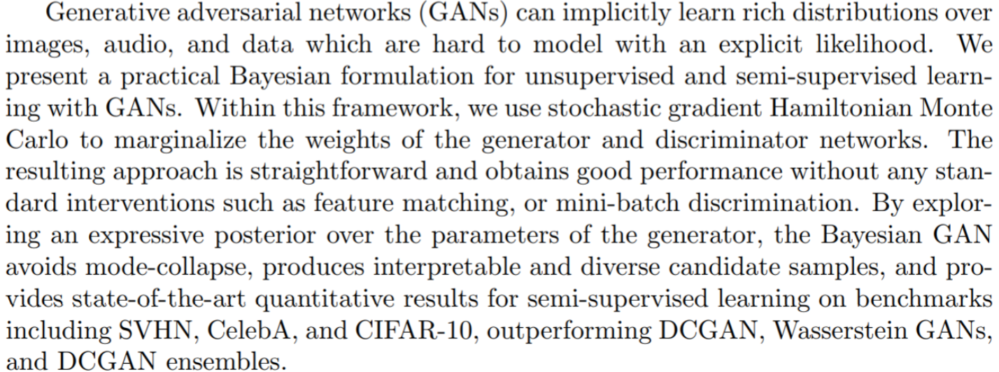 Generative adversarial networks (GANs) can implicitly learn rich distributions over
images, audio, and data which are hard to model with an explicit likelihood. We
present a practical Bayesian formulation for unsupervised and semi-supervised learn-
ing with GANs. Within this framework, we use stochastic gradient Hamiltonian Monte
Carlo to marginalize the weights of the generator and discriminator networks. The
resulting approach is straightforward and obtains good performance without any stan-
dard interventions such as feature matching, or mini-batch discrimination. By explor-
ing an expressive posterior over the parameters of the generator, the Bayesian GAN
avoids mode-collapse, produces interpretable and diverse candidate samples, and pro-
vides state-of-the-art quantitative results for semi-supervised learning on benchmarks
including SVHN, CelebA, and CIFAR-10, outperforming DCGAN, Wasserstein GANs,
and DCGAN ensembles.